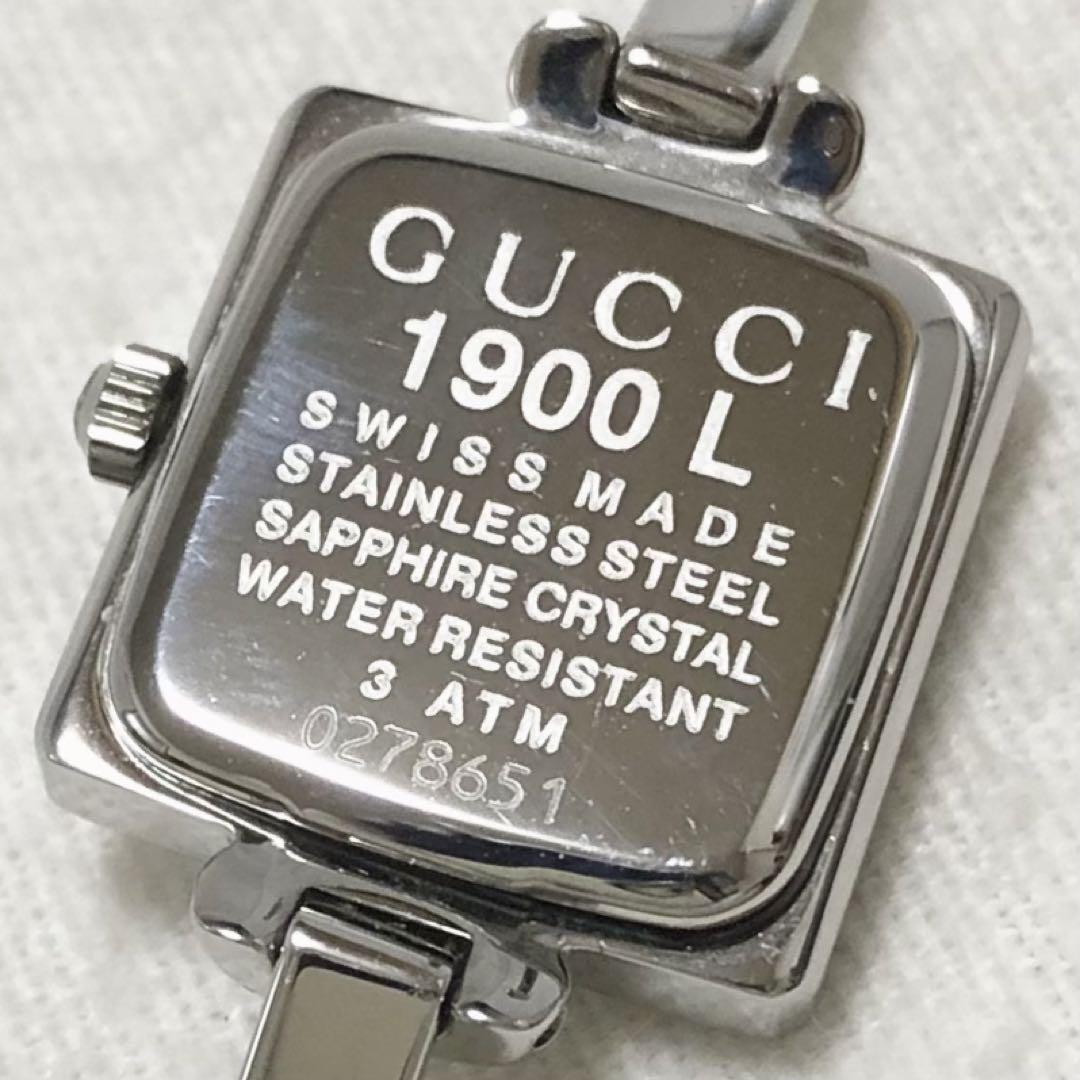 GUCCI
1900 L
SWISS MADE
STAINLESS STEEL
SAPPHIRE CRYSTAL
WATER RESISTANT
3 ATM
0278651